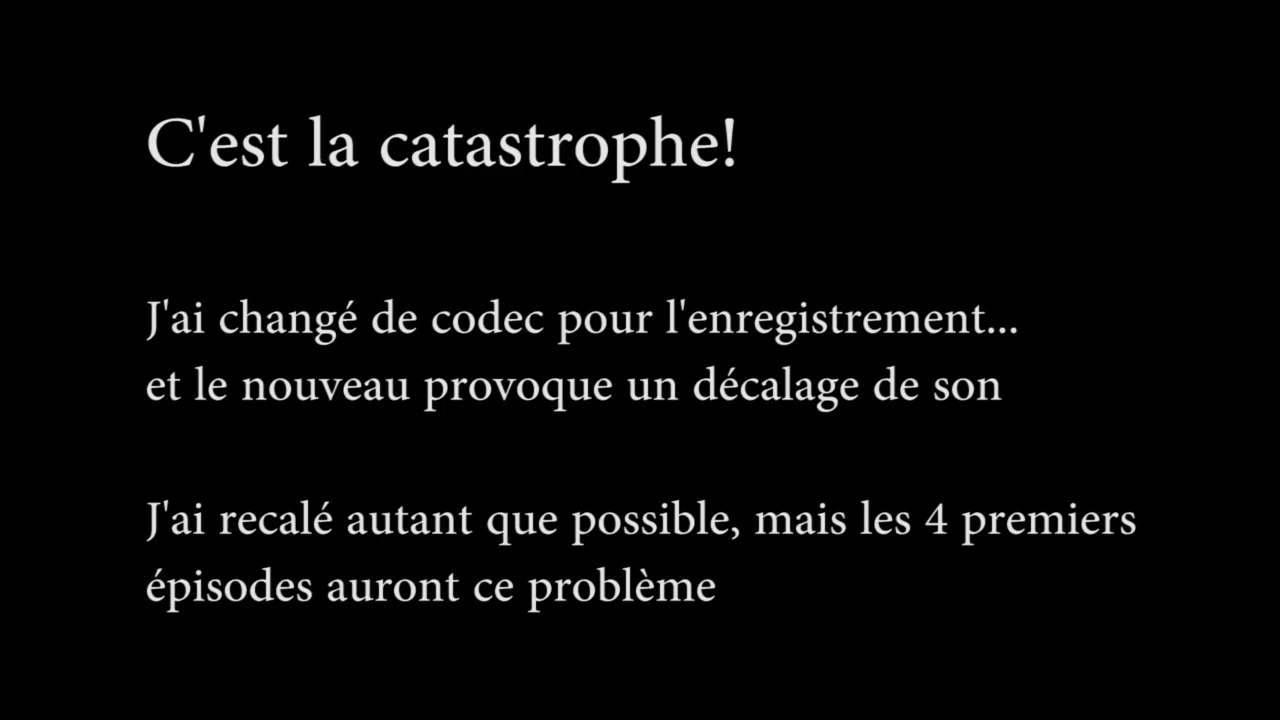 C'est la catastrophe!
J'ai changé de codec pour l'enregistrement...
et le nouveau provoque un décalage de son
J'ai recalé autant que possible, mais les 4 premiers
épisodes auront ce problème